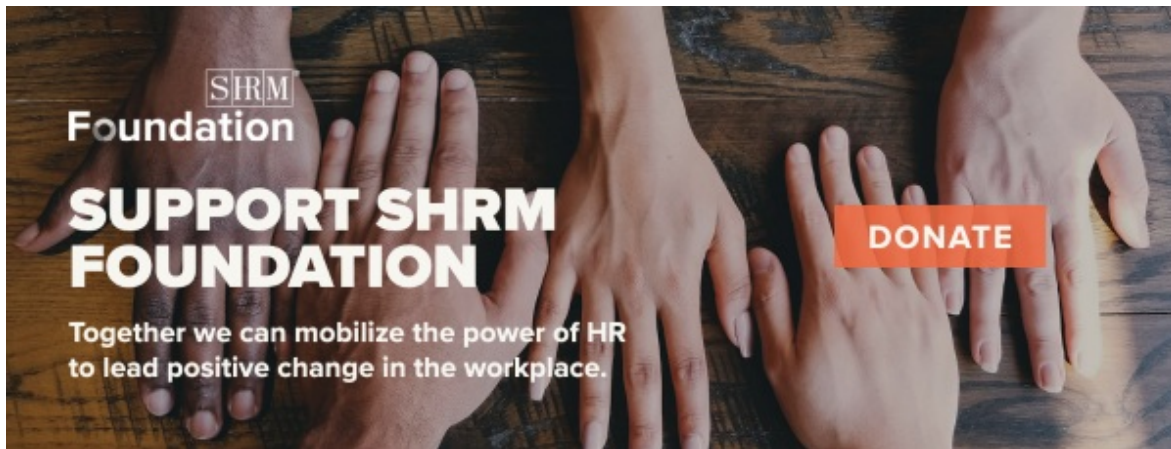 SHRM
Foundation
SUPPORT SHRM
FOUNDATION
Together we can mobilize the power of HR
to lead positive change in the workplace.
DONATE